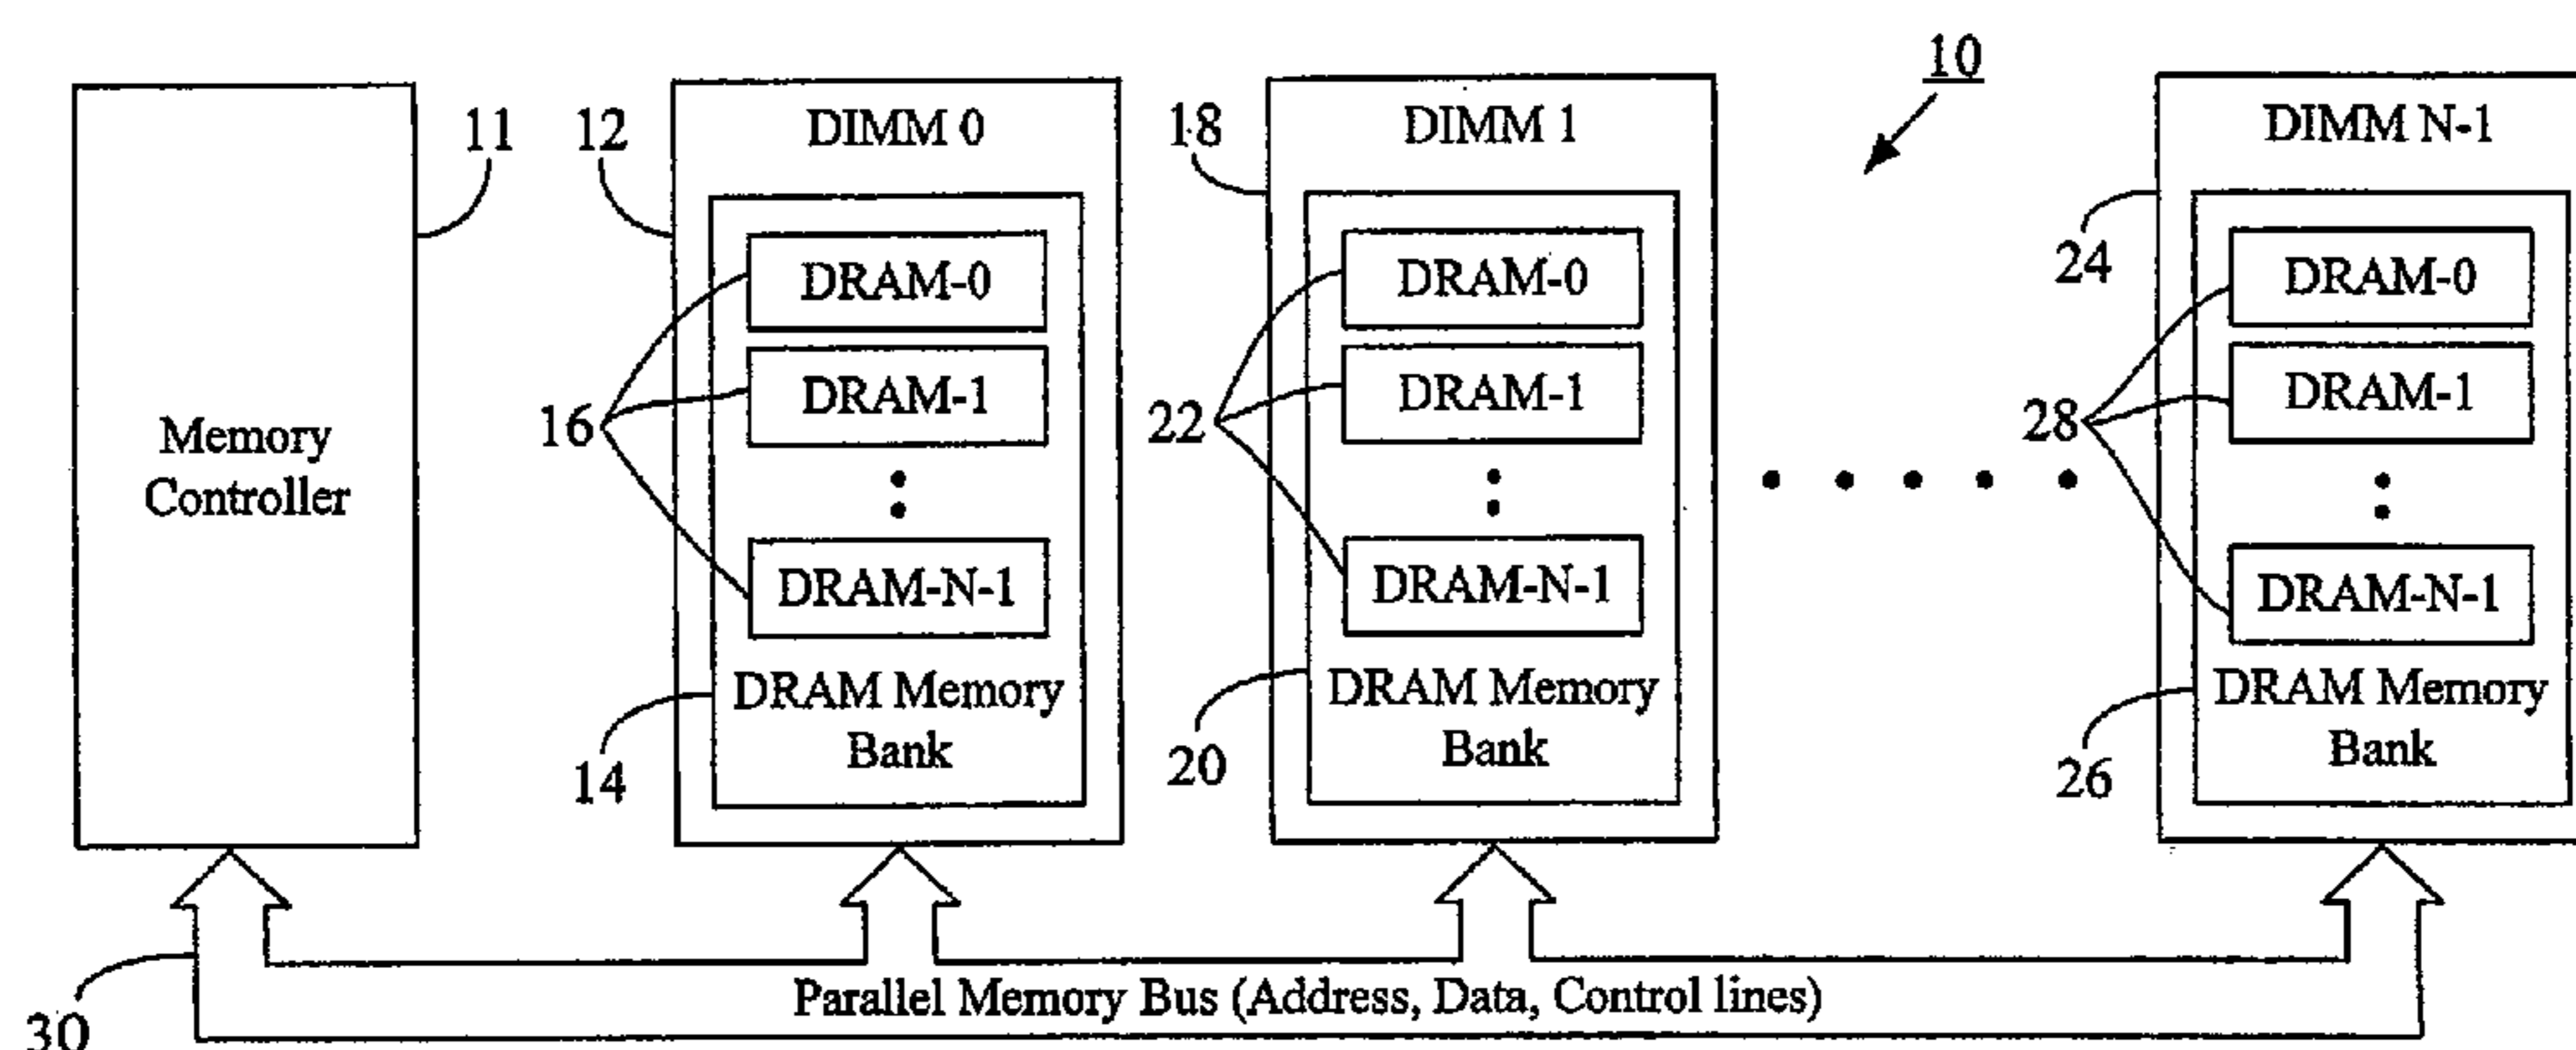 10
11
12
18
24
DIMM 0
DIMM 1
DIMM N-1
DRAM-0
DRAM-0
DRAM-0
DRAM-1
DRAM-1
DRAM-1
16
22
28
Memory
Controller
DRAM-N-1
DRAM-N-1
DRAM-N-1
DRAM Memory
Bank
DRAM Memory
Bank
DRAM Memory
Bank
14
20
26
Parallel Memory Bus (Address, Data, Control lines)
30